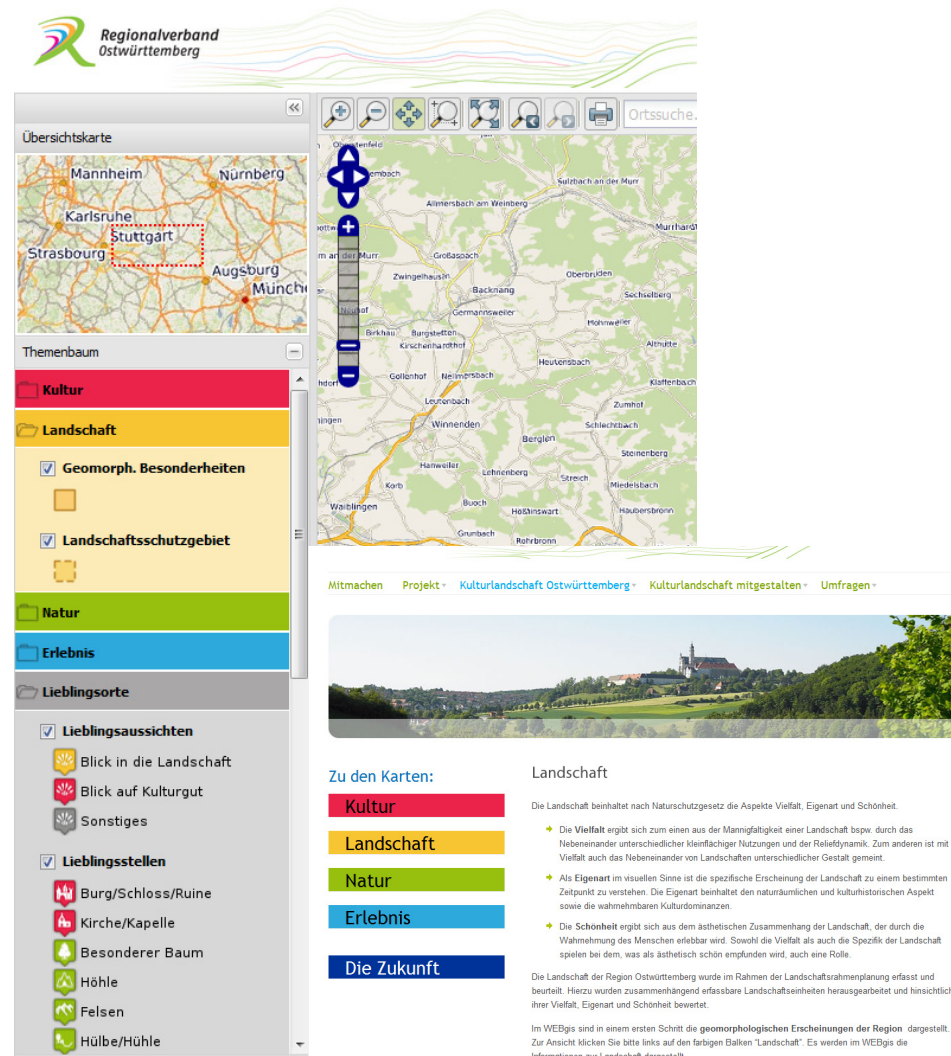 Regionalverband
Ostwürttemberg
Übersichtskarte
Mannheim
Nürnberg
Karlsruhe
Stuttgart
Strasbourg
Augsburg
Münch
Themenbaum
Kultur
Landschaft
Geomorph. Besonderheiten
Landschaftsschutzgebiet
Natur
Erlebnis
Lieblingsorte
Lieblingsaussichten
Blick in die Landschaft
Blick auf Kulturgut
Sonstiges
Lieblingsstellen
Burg/Schloss/Ruine
Kirche/Kapelle
Besonderer Baum
Höhle
Felsen
Hülbe/Hühle
Ortssuche.
Sulzbach an der Murr
Allmersbach am Weinberg
Murrhardt
Großaspach
Zwingelhausen
Oberbrüden
Backnang
Sechselberg
Germannsweiler
Hohnweiler
Birkhau
Burgstetten
Kirschenhardthof
Althütte
Heutensbach
Gollenhof
Nellmersbach
Klaffenbach
Leutenbach
Zumhof
Winnenden
Schlechtbach
Berglen
Steinenberg
Hanweiler
Lehnenberg
Streich
Korb
Miedelsbach
Buoch
Waiblingen
Hößlinswart
Haubersbronn
Grunbach
Rohrbronn
Mitmachen Projekt Kulturlandschaft Ostwürttemberg Kulturlandschaft mitgestalten Umfragen
Zu den Karten:
Kultur
Landschaft
Natur
Erlebnis
Die Zukunft
Landschaft
Die Landschaft beinhaltet nach Naturschutzgesetz die Aspekte Vielfalt, Eigenart und Schönheit.
Die Vielfalt ergibt sich zum einen aus der Mannigfaltigkeit einer Landschaft bspw. durch das
Nebeneinander unterschiedlicher kleinflächiger Nutzungen und der Reliefdynamik. Zum anderen ist mit
Vielfalt auch das Nebeneinander von Landschaften unterschiedlicher Gestalt gemeint.
Als Eigenart im visuellen Sinne ist die spezifische Erscheinung der Landschaft zu einem bestimmten
Zeitpunkt zu verstehen. Die Eigenart beinhaltet den naturräumlichen und kulturhistorischen Aspekt
sowie die wahrnehmbaren Kulturdominanzen.
Die Schönheit ergibt sich aus dem ästhetischen Zusammenhang der Landschaft, der durch die
Wahrnehmung des Menschen erlebbar wird. Sowohl die Vielfalt als auch die Spezifik der Landschaft
spielen bei dem, was als ästhetisch schön empfunden wird, auch eine Rolle.
Die Landschaft der Region Ostwürttemberg wurde im Rahmen der Landschaftsrahmenplanung erfasst und
beurteilt. Hierzu wurden zusammenhängend erfassbare Landschaftseinheiten herausgearbeitet und hinsichtlich
ihrer Vielfalt, Eigenart und Schönheit bewertet.
Im WEBgis sind in einem ersten Schritt die geomorphologischen Erscheinungen der Region dargestellt.
Zur Ansicht klicken Sie bitte links auf den farbigen Balken "Landschaft". Es werden im WEBgis die
Informationen zur Landschaft dargestellt